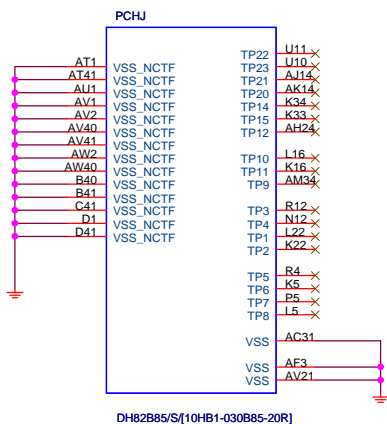 PCHJ
AT1 VSS_NCTF
AT41 VSS_NCTF
AU1 VSS_NCTF
AV1 VSS_NCTF
AV2 VSS_NCTF
AV40 VSS_NCTF
AV41 VSS_NCTF
AW2 VSS_NCTF
AW40 VSS_NCTF
B40 VSS_NCTF
B41 VSS_NCTF
C41 VSS_NCTF
D1 VSS_NCTF
D41 VSS_NCTF
TP22 U11
TP23 U10
TP21 AJ14
TP20 AK14
TP14 K34
TP15 K33
TP12 AH24
TP10 L16
TP11 K16
TP9 AM34
TP3 R12
TP4 N12
TP1 L22
TP2 K22
TP5 R4
TP6 K5
TP7 P5
TP8 L5
VSS AC31
VSS AF3
VSS AV21
DH82B85/S/[10HB1-030B85-20R]